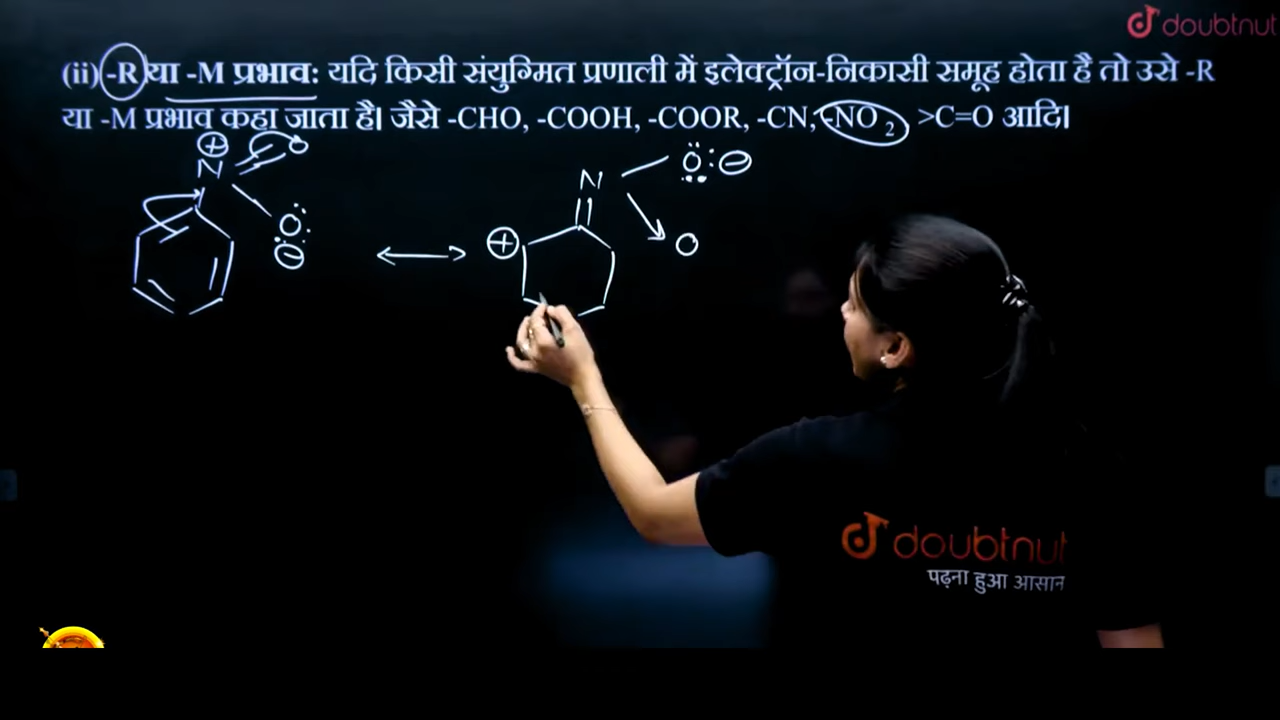 doubtnut
(ii) -R या -M प्रभाव: यदि किसी संयुग्मित प्रणाली में इलेक्ट्रॉन-निकासी समूह होता है तो उसे -R
या -M प्रभाव कहा जाता है। जैसे -CHO, -COOH, -COOR, -CN, -NO2 >C=O आदि।
⊕ O
N
O
⊖
N O ⊖
⊕ O
doubtnut
पढ़ना हुआ आसान